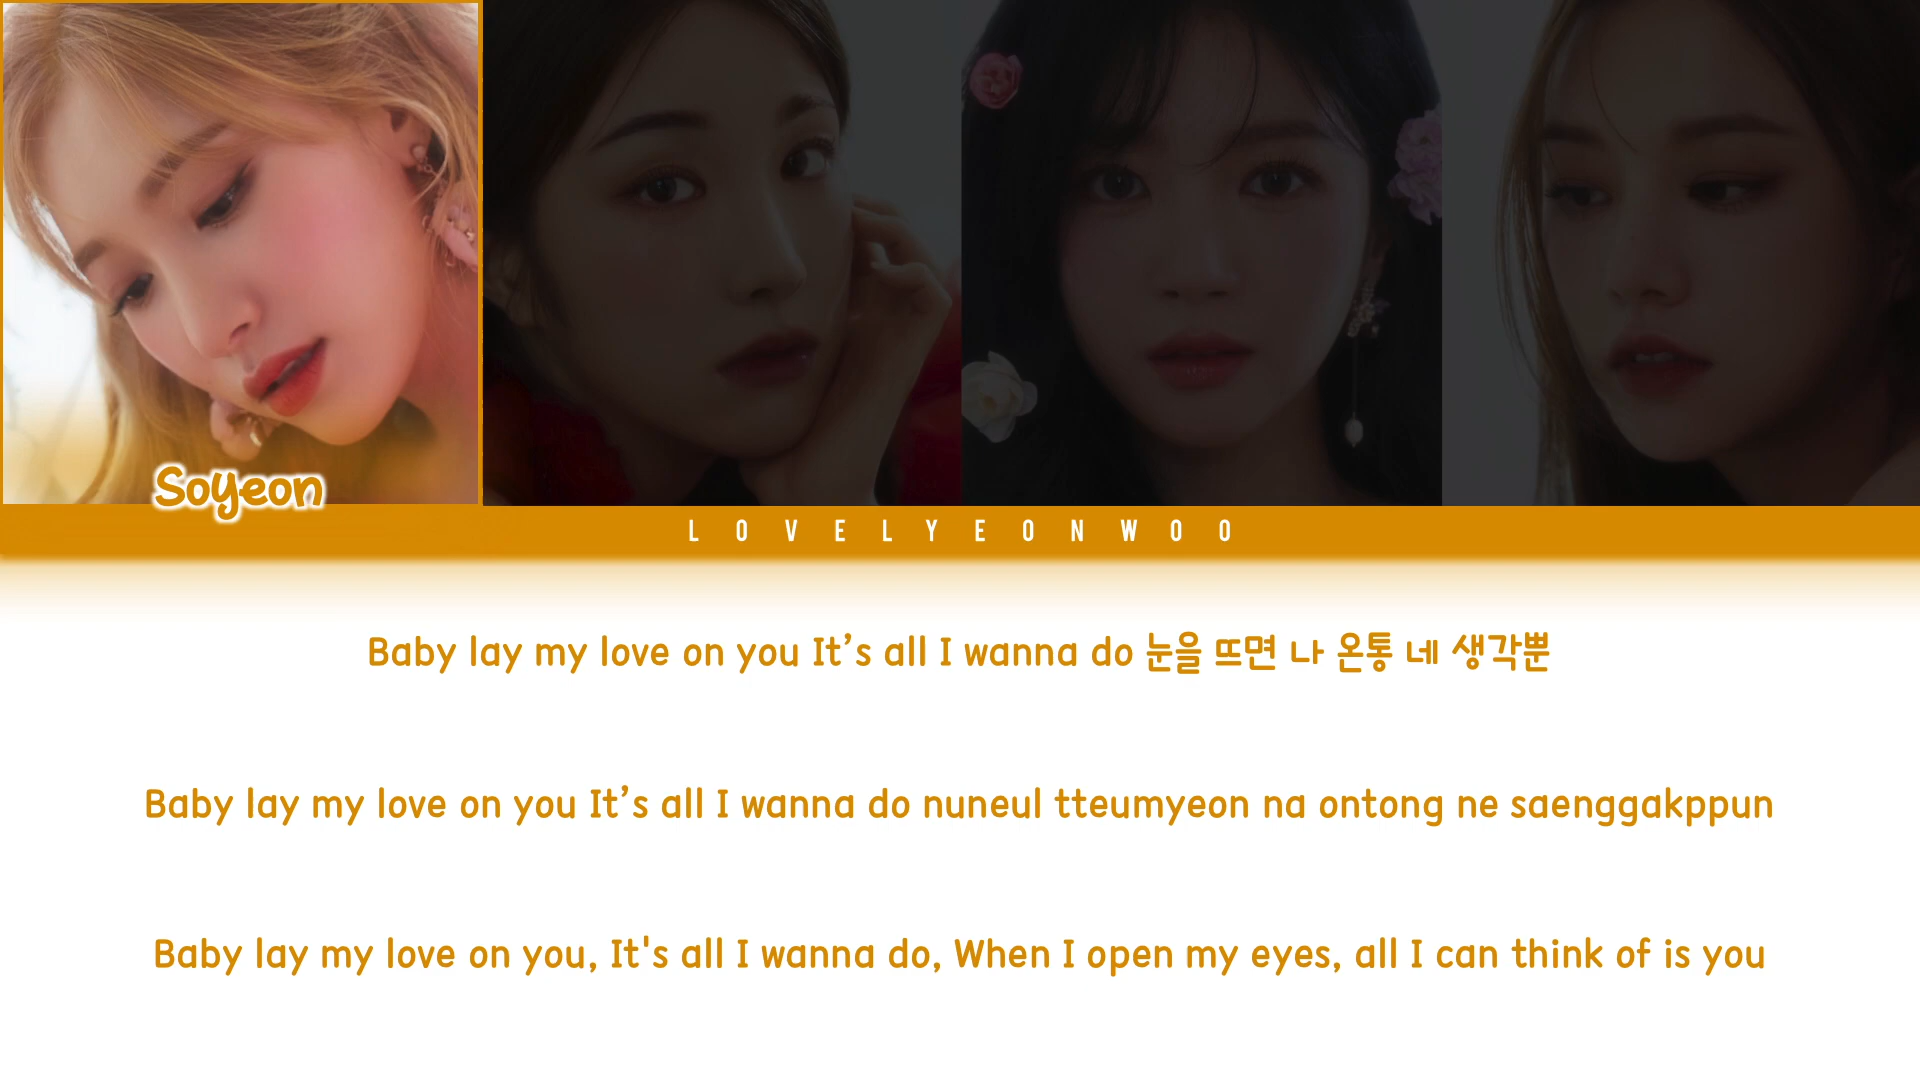 Soyeon
LOVELYEONWOO
Baby lay my love on you It’s all I wanna do 눈을 뜨면 나 온통 네 생각뿐
Baby lay my love on you It’s all I wanna do nuneul tteumyeon na ontong ne saenggakppun
Baby lay my love on you, It's all I wanna do, When I open my eyes, all I can think of is you